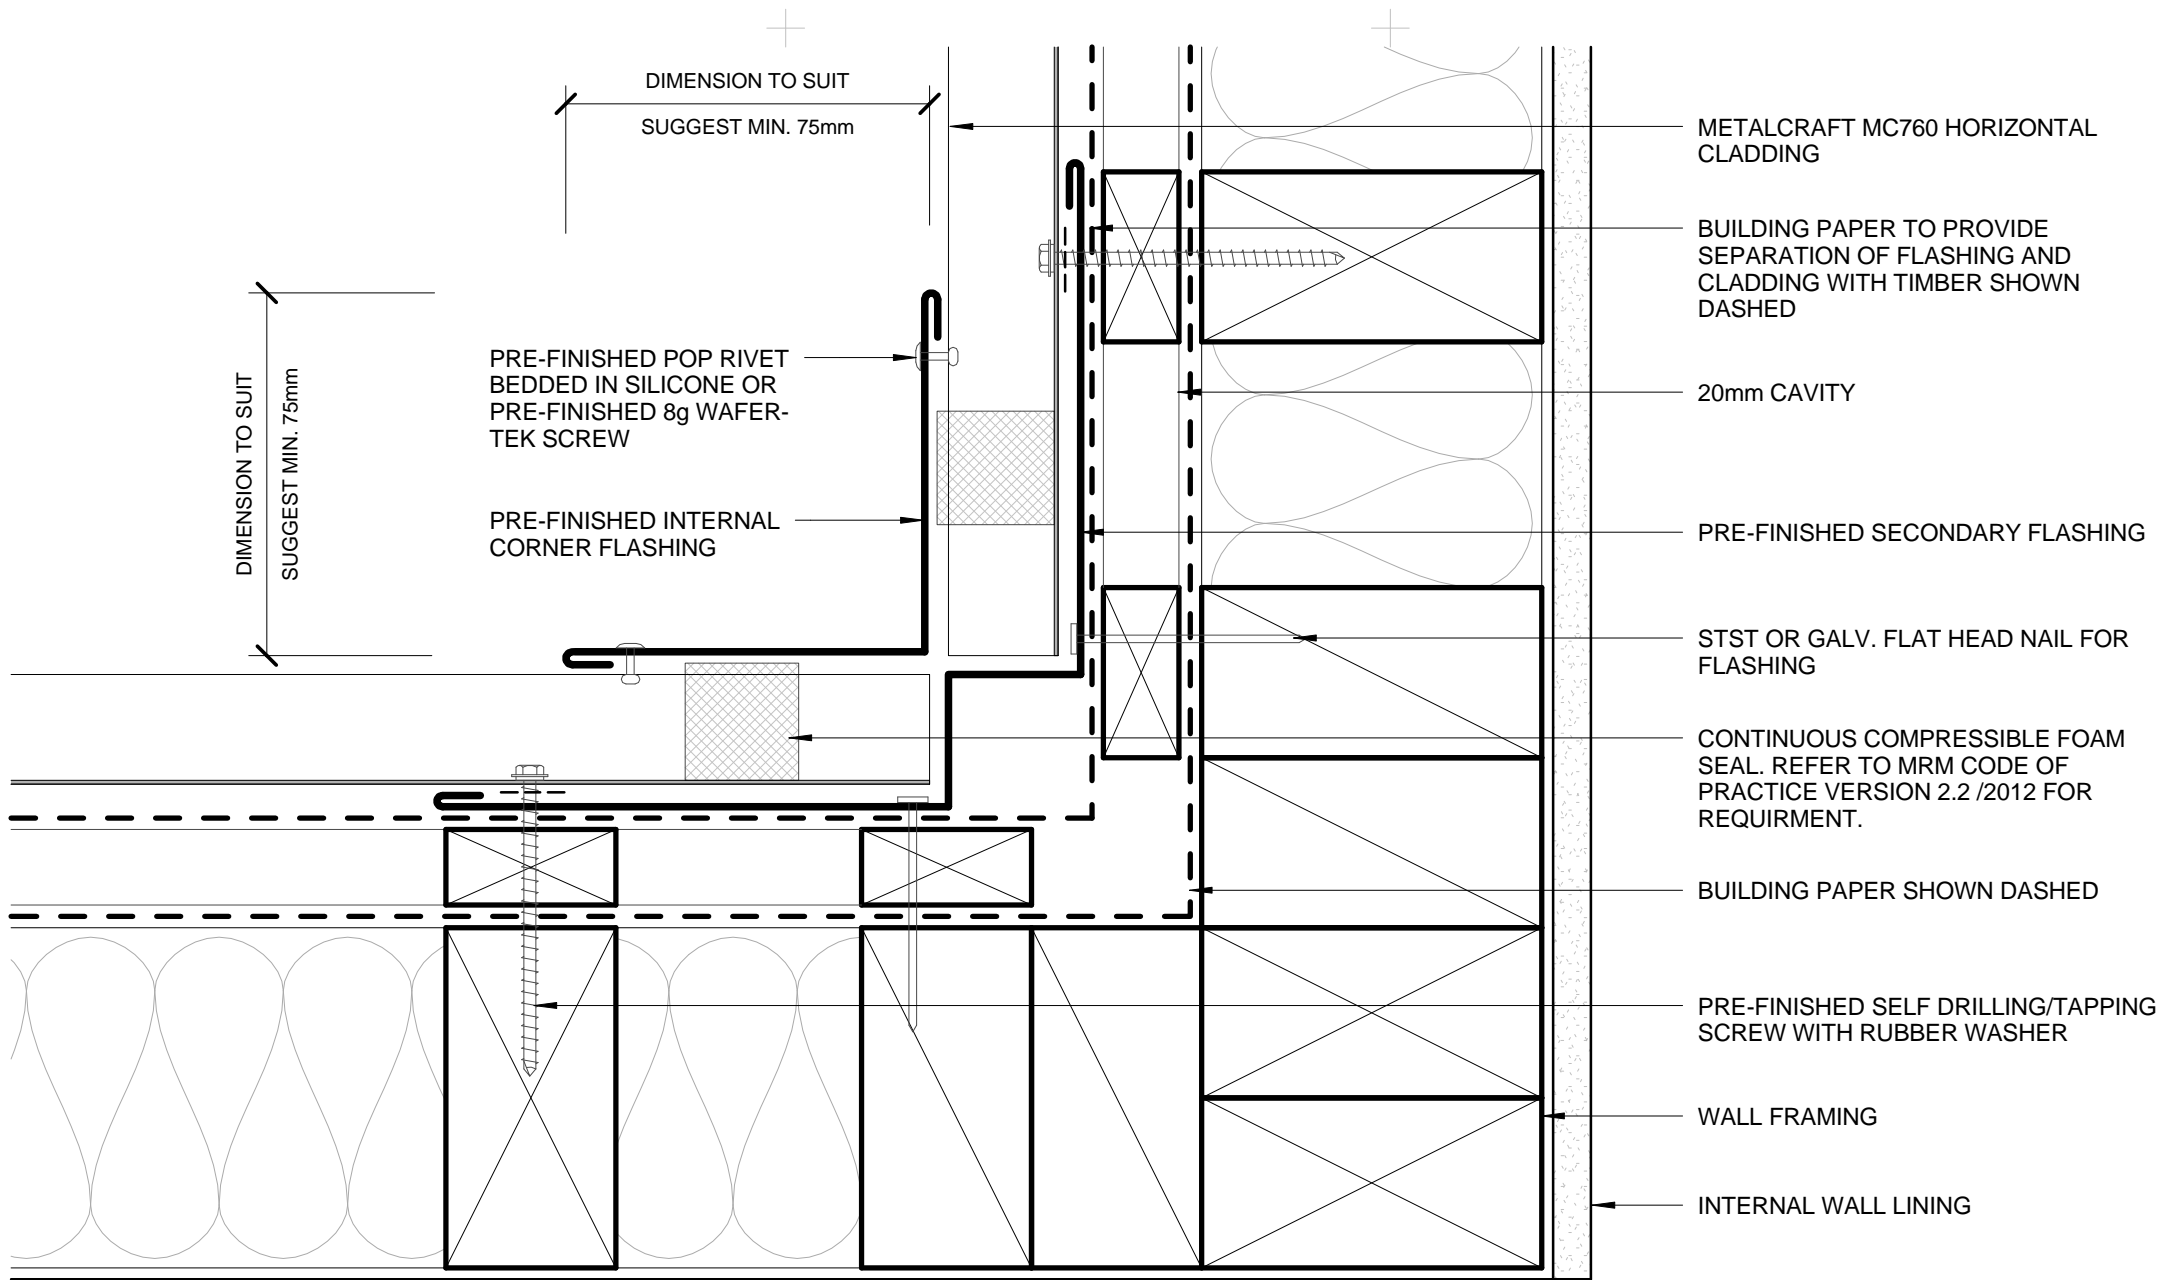 DIMENSION TO SUIT
SUGGEST MIN. 75mm
DIMENSION TO SUIT
SUGGEST MIN. 75mm
PRE-FINISHED POP RIVET
BEDDED IN SILICONE OR
PRE-FINISHED 8g WAFER-
TEK SCREW
PRE-FINISHED INTERNAL
CORNER FLASHING
METALCRAFT MC760 HORIZONTAL
CLADDING
BUILDING PAPER TO PROVIDE
SEPARATION OF FLASHING AND
CLADDING WITH TIMBER SHOWN
DASHED
20mm CAVITY
PRE-FINISHED SECONDARY FLASHING
STST OR GALV. FLAT HEAD NAIL FOR
FLASHING
CONTINUOUS COMPRESSIBLE FOAM
SEAL. REFER TO MRM CODE OF
PRACTICE VERSION 2.2 /2012 FOR
REQUIRMENT.
BUILDING PAPER SHOWN DASHED
PRE-FINISHED SELF DRILLING/TAPPING
SCREW WITH RUBBER WASHER
WALL FRAMING
INTERNAL WALL LINING